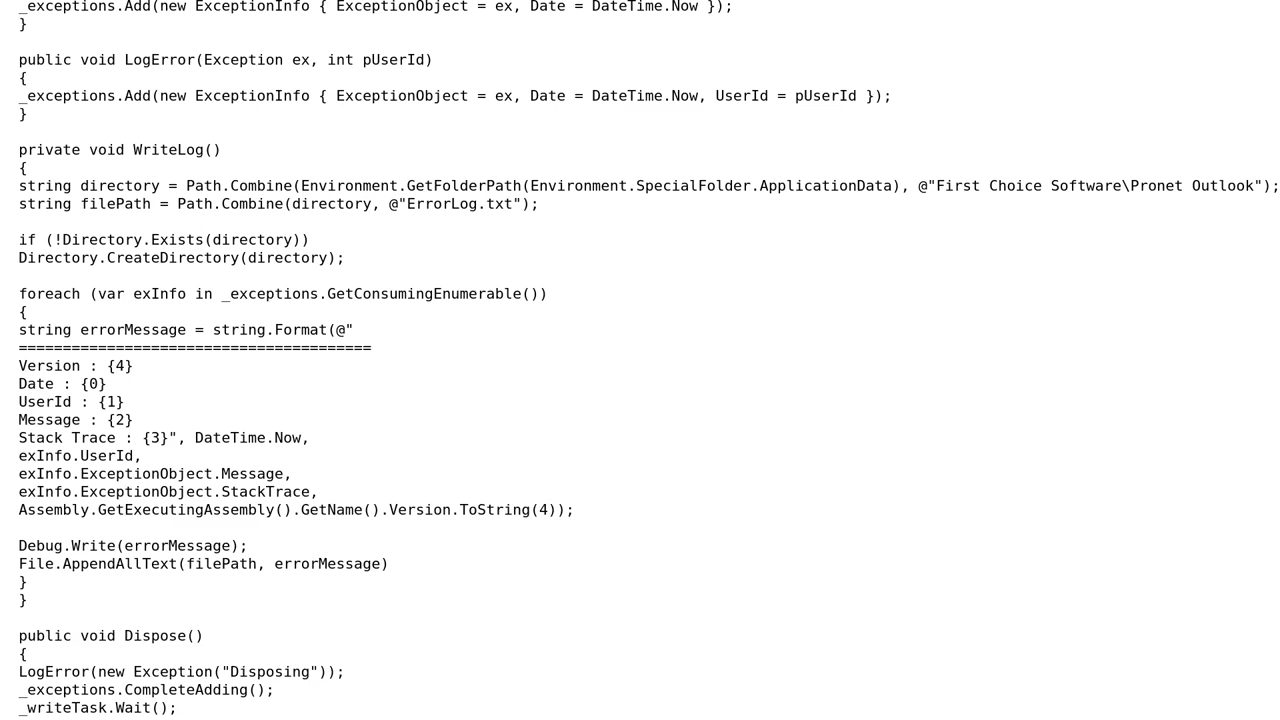 _exceptions.Add(new ExceptionInfo { ExceptionObject = ex, Date = DateTime.Now });
}
public void LogError(Exception ex, int pUserId)
{
_exceptions.Add(new ExceptionInfo { ExceptionObject = ex, Date = DateTime.Now, UserId = pUserId });
}
private void WriteLog()
{
string directory = Path.Combine(Environment.GetFolderPath(Environment.SpecialFolder.ApplicationData), @"First Choice Software\Pronet Outlook");
string filePath = Path.Combine(directory, @"ErrorLog.txt");
if (!Directory.Exists(directory))
Directory.CreateDirectory(directory);
foreach (var exInfo in _exceptions.GetConsumingEnumerable())
{
string errorMessage = string.Format(@"
========================================
Version : {4}
Date : {0}
UserId : {1}
Message : {2}
Stack Trace : {3}", DateTime.Now,
exInfo.UserId,
exInfo.ExceptionObject.Message,
exInfo.ExceptionObject.StackTrace,
Assembly.GetExecutingAssembly().GetName().Version.ToString(4));
Debug.Write(errorMessage);
File.AppendAllText(filePath, errorMessage)
}
}
public void Dispose()
{
LogError(new Exception("Disposing"));
_exceptions.CompleteAdding();
_writeTask.Wait();